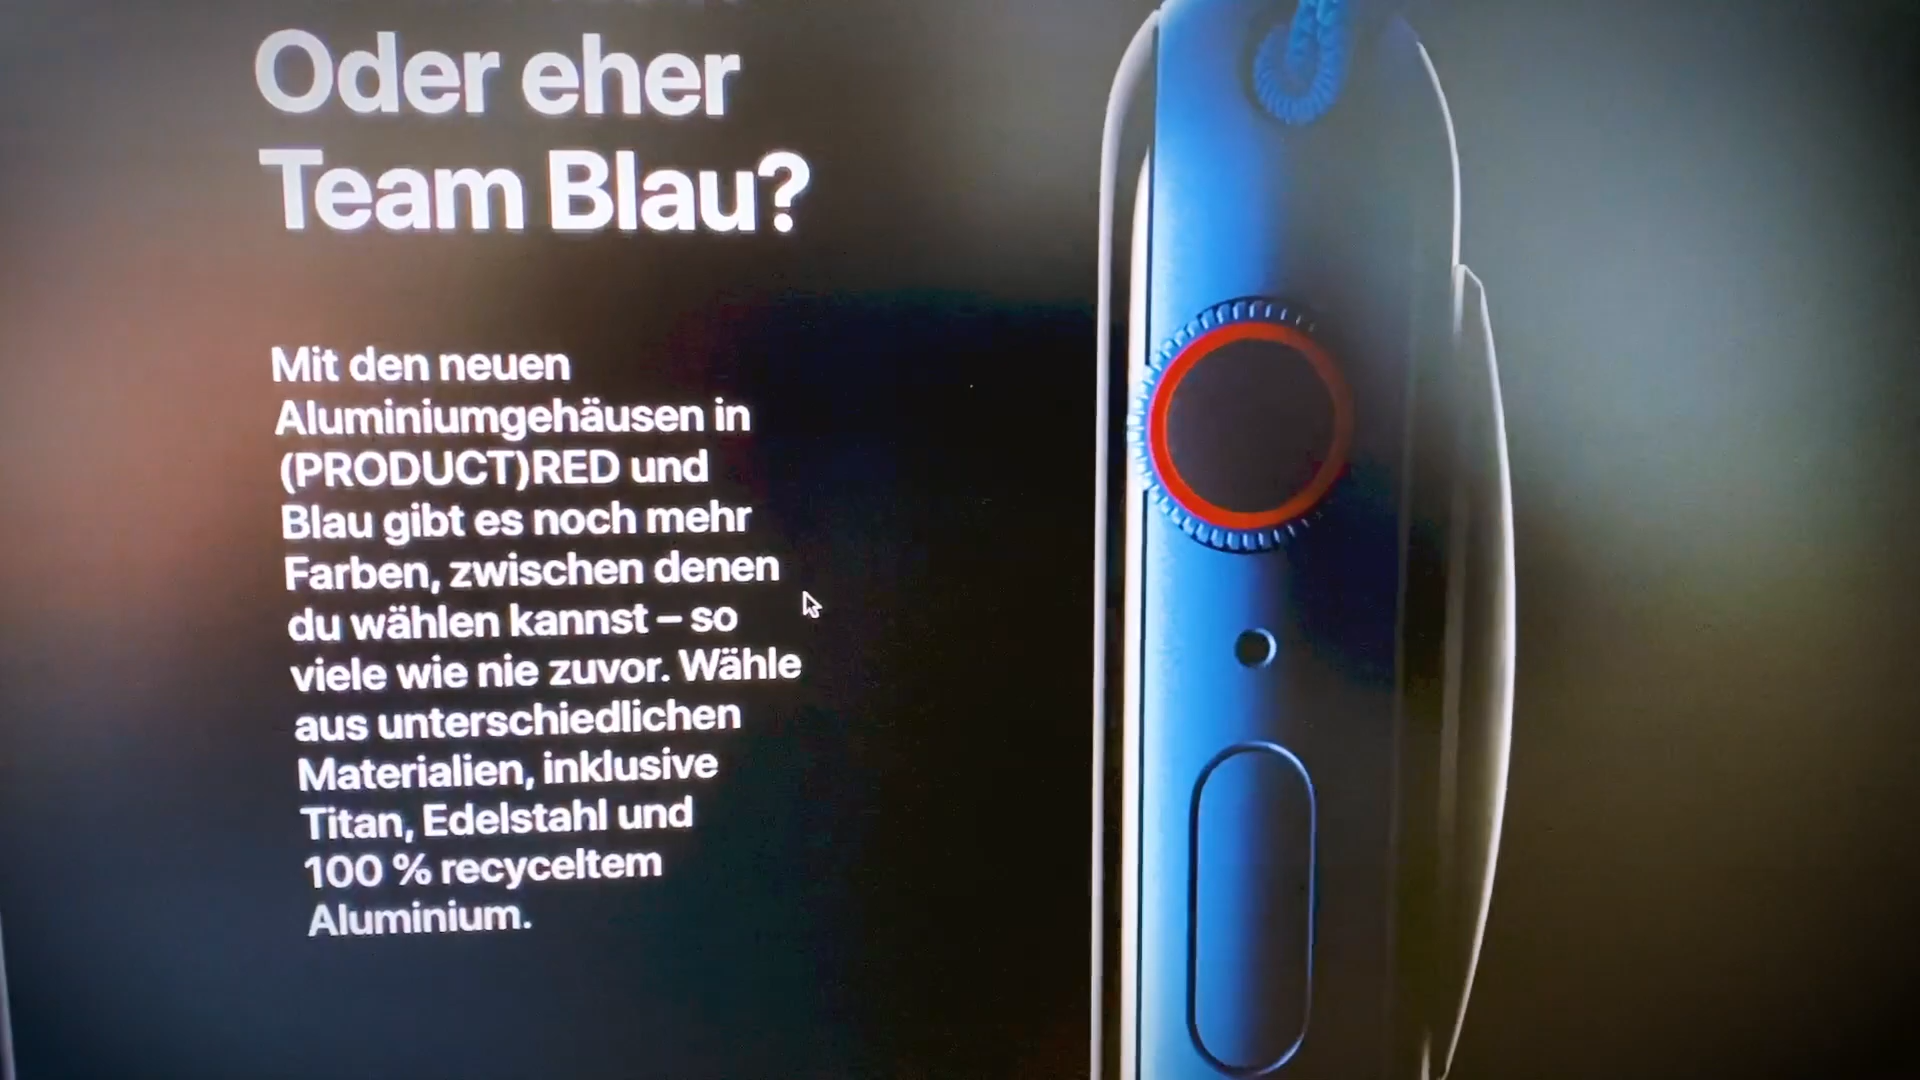 Oder eher
Team Blau?
Mit den neuen
Aluminiumgehäusen in
(PRODUCT)RED und
Blau gibt es noch mehr
Farben, zwischen denen
du wählen kannst – so
viele wie nie zuvor. Wähle
aus unterschiedlichen
Materialien, inklusive
Titan, Edelstahl und
100 % recyceltem
Aluminium.